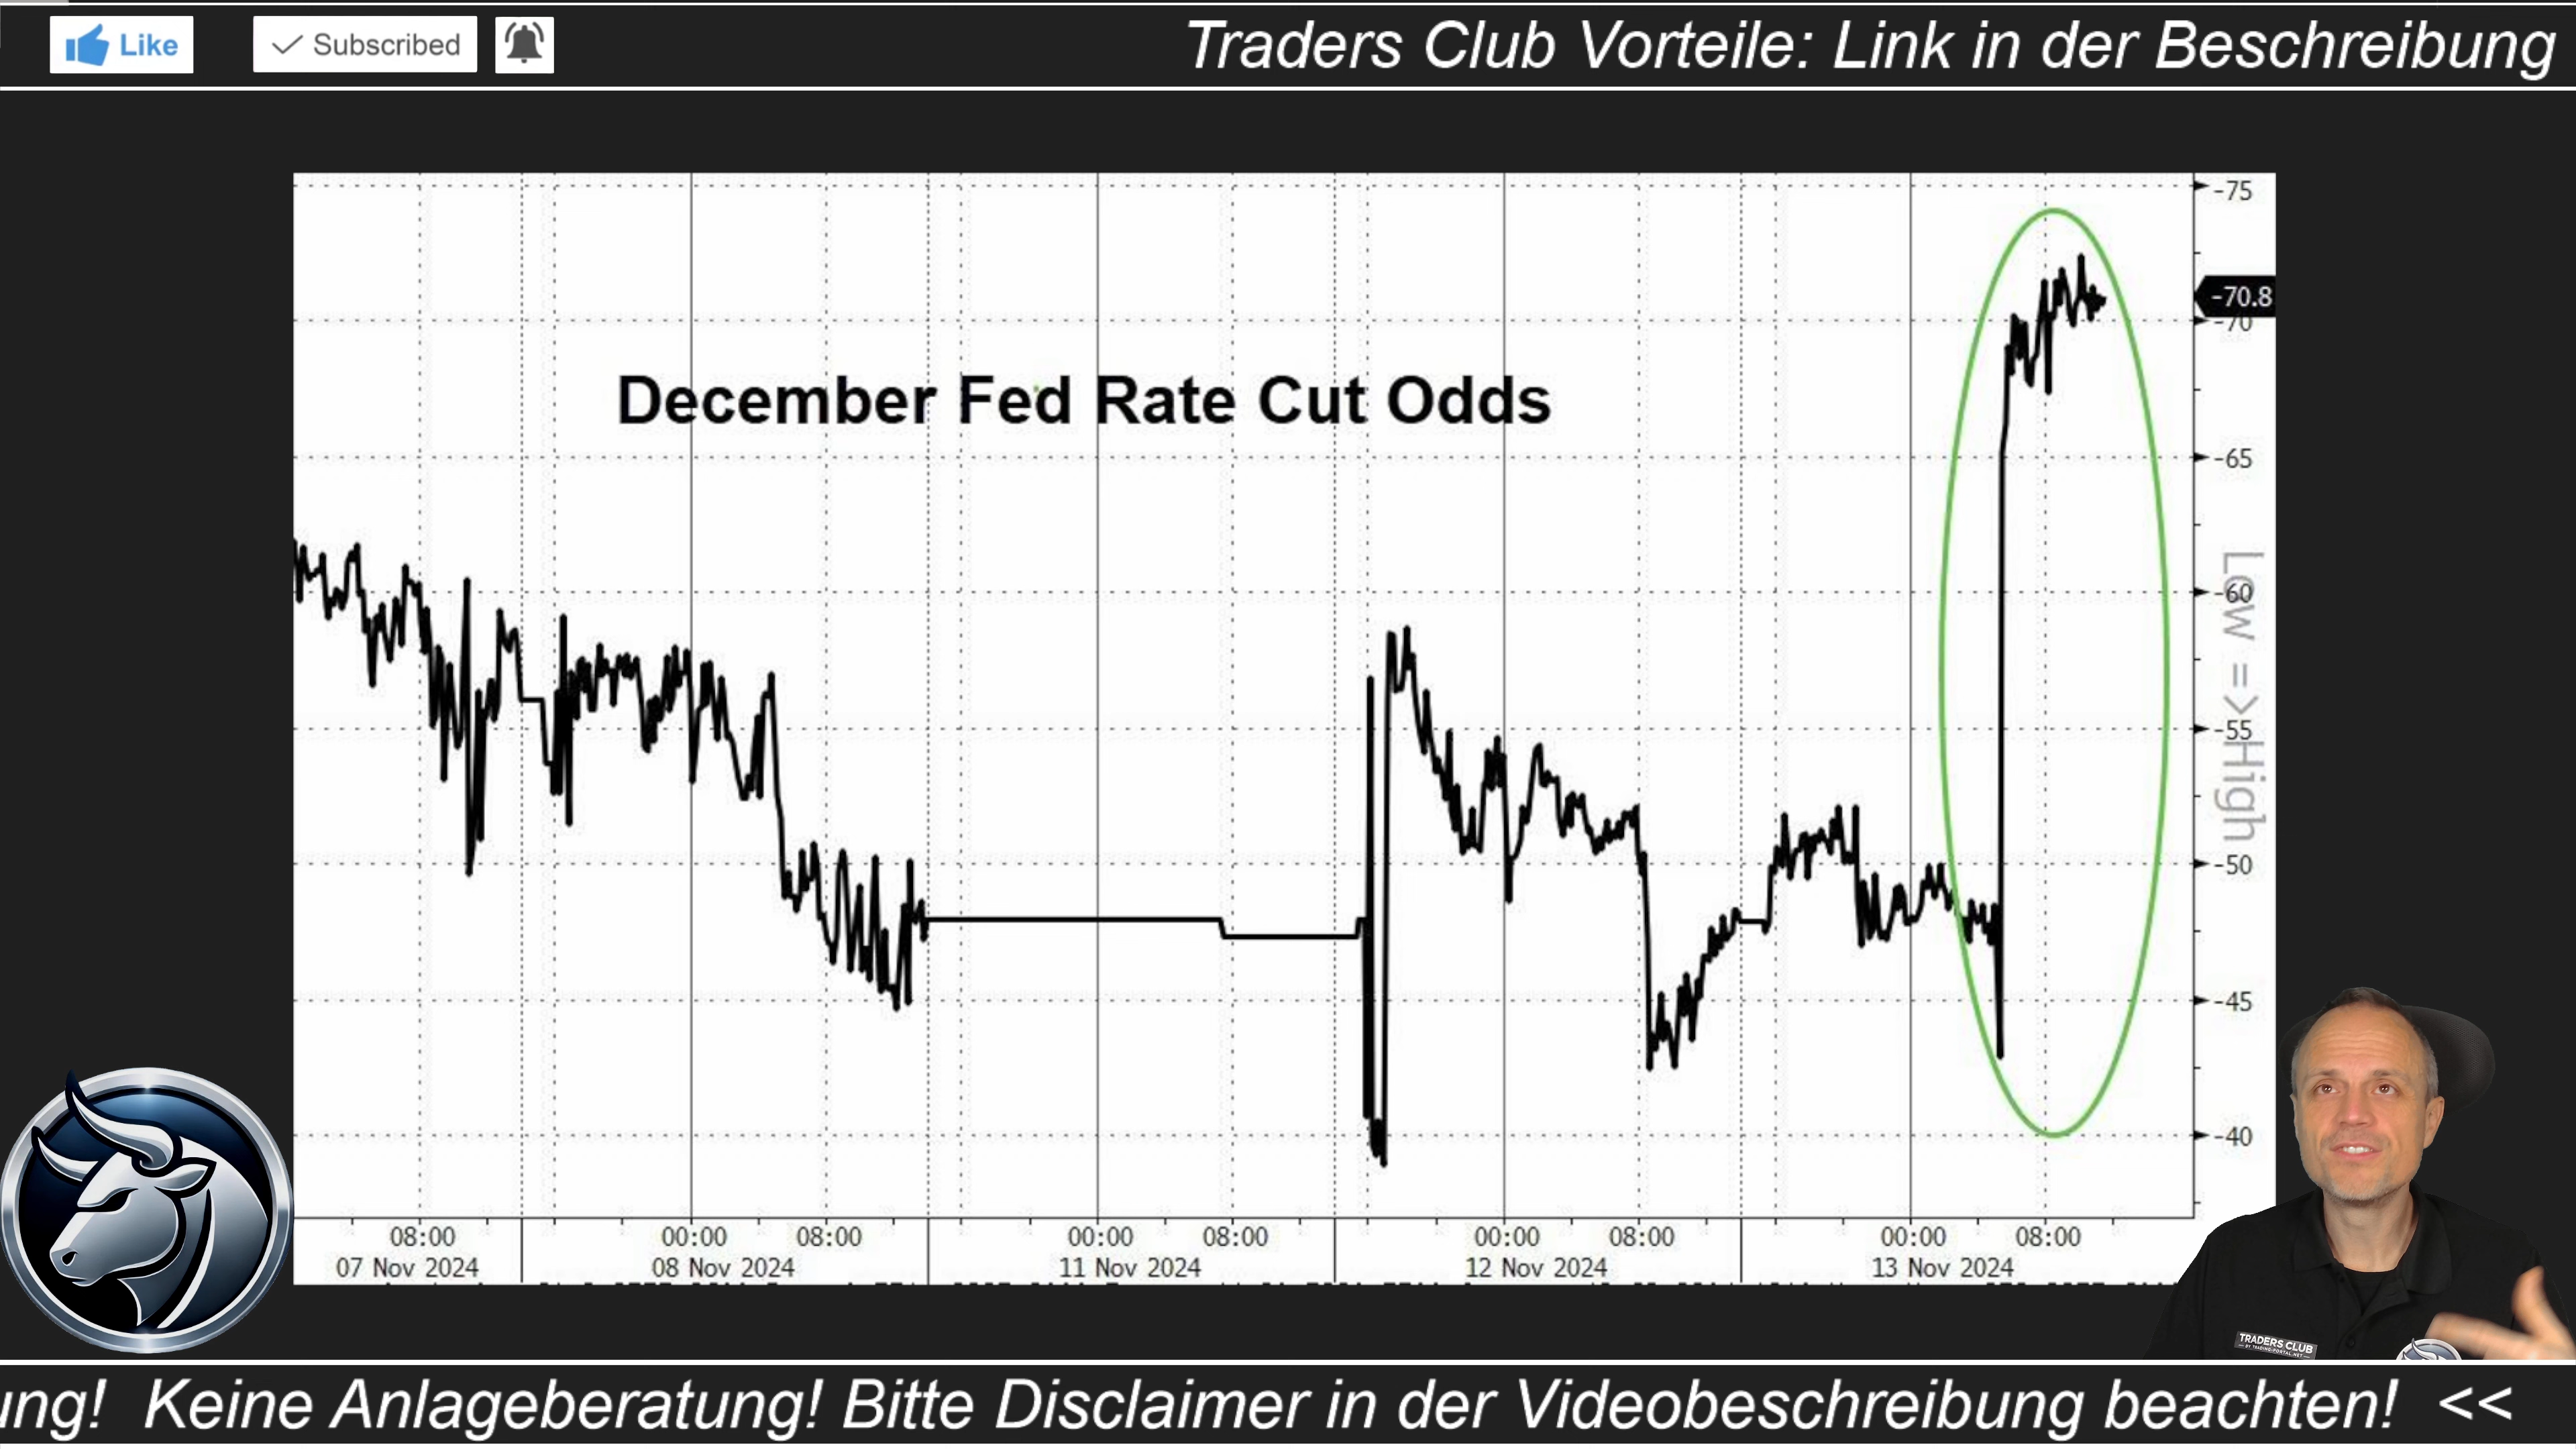 Like
Subscribed
Traders Club Vorteile: Link in der Beschreibung
December Fed Rate Cut Odds
-75
-70.8
-70
-65
-60
-55
-50
-45
-40
Low => High
08:00
00:00
08:00
00:00
08:00
00:00
08:00
00:00
08:00
07 Nov 2024
08 Nov 2024
11 Nov 2024
12 Nov 2024
13 Nov 2024
TRADERS CLUB
ung! Keine Anlageberatung! Bitte Disclaimer in der Videobeschreibung beachten! <<